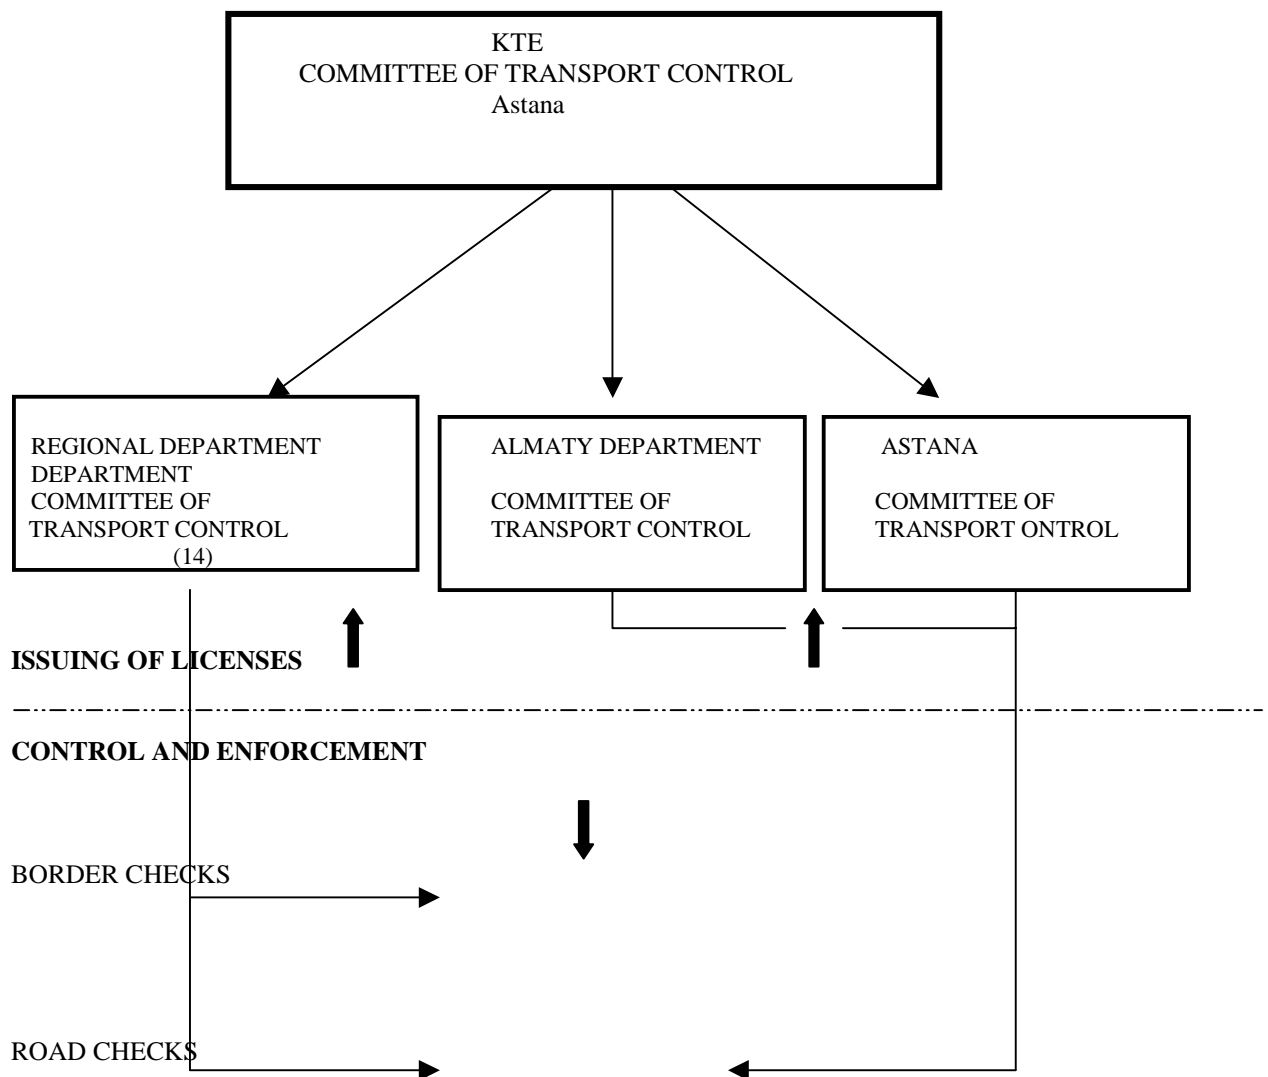 KTE
COMMITTEE OF TRANSPORT CONTROL
Astana
REGIONAL DEPARTMENT
DEPARTMENT
COMMITTEE OF
TRANSPORT CONTROL
(14)
ALMATY DEPARTMENT
COMMITTEE OF
TRANSPORT CONTROL
ASTANA
COMMITTEE OF
TRANSPORT ONTROL
ISSUING OF LICENSES
CONTROL AND ENFORCEMENT
BORDER CHECKS
ROAD CHECKS